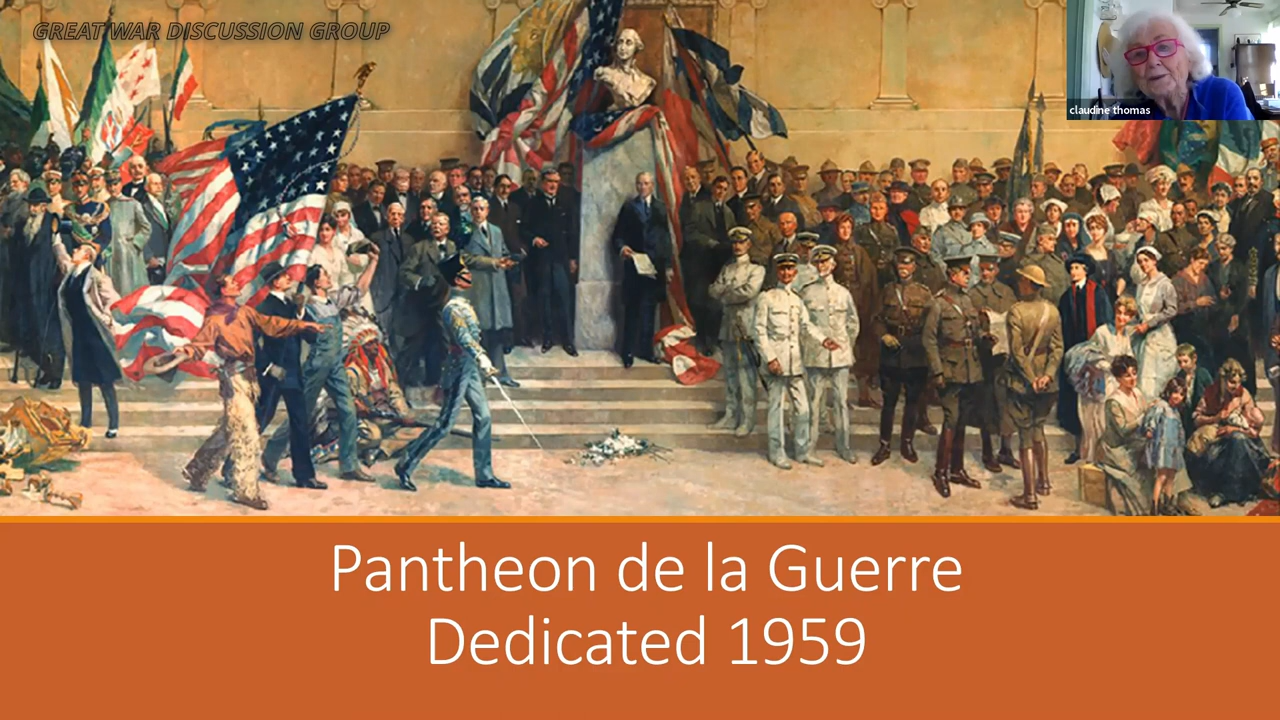 GREAT WAR DISCUSSION GROUP
claudine thomas
Pantheon de la Guerre
Dedicated 1959